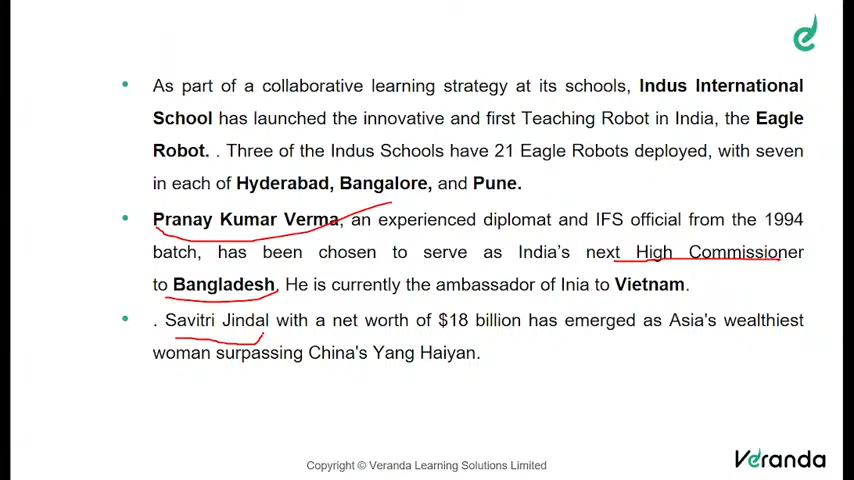 • As part of a collaborative learning strategy at its schools, Indus International
School has launched the innovative and first Teaching Robot in India, the Eagle
Robot. . Three of the Indus Schools have 21 Eagle Robots deployed, with seven
in each of Hyderabad, Bangalore, and Pune.
• Pranay Kumar Verma, an experienced diplomat and IFS official from the 1994
batch, has been chosen to serve as India's next High Commissioner
to Bangladesh. He is currently the ambassador of Inia to Vietnam.
• . Savitri Jindal with a net worth of $18 billion has emerged as Asia's wealthiest
woman surpassing China's Yang Haiyan.
Copyright © Veranda Learning Solutions Limited
Veranda